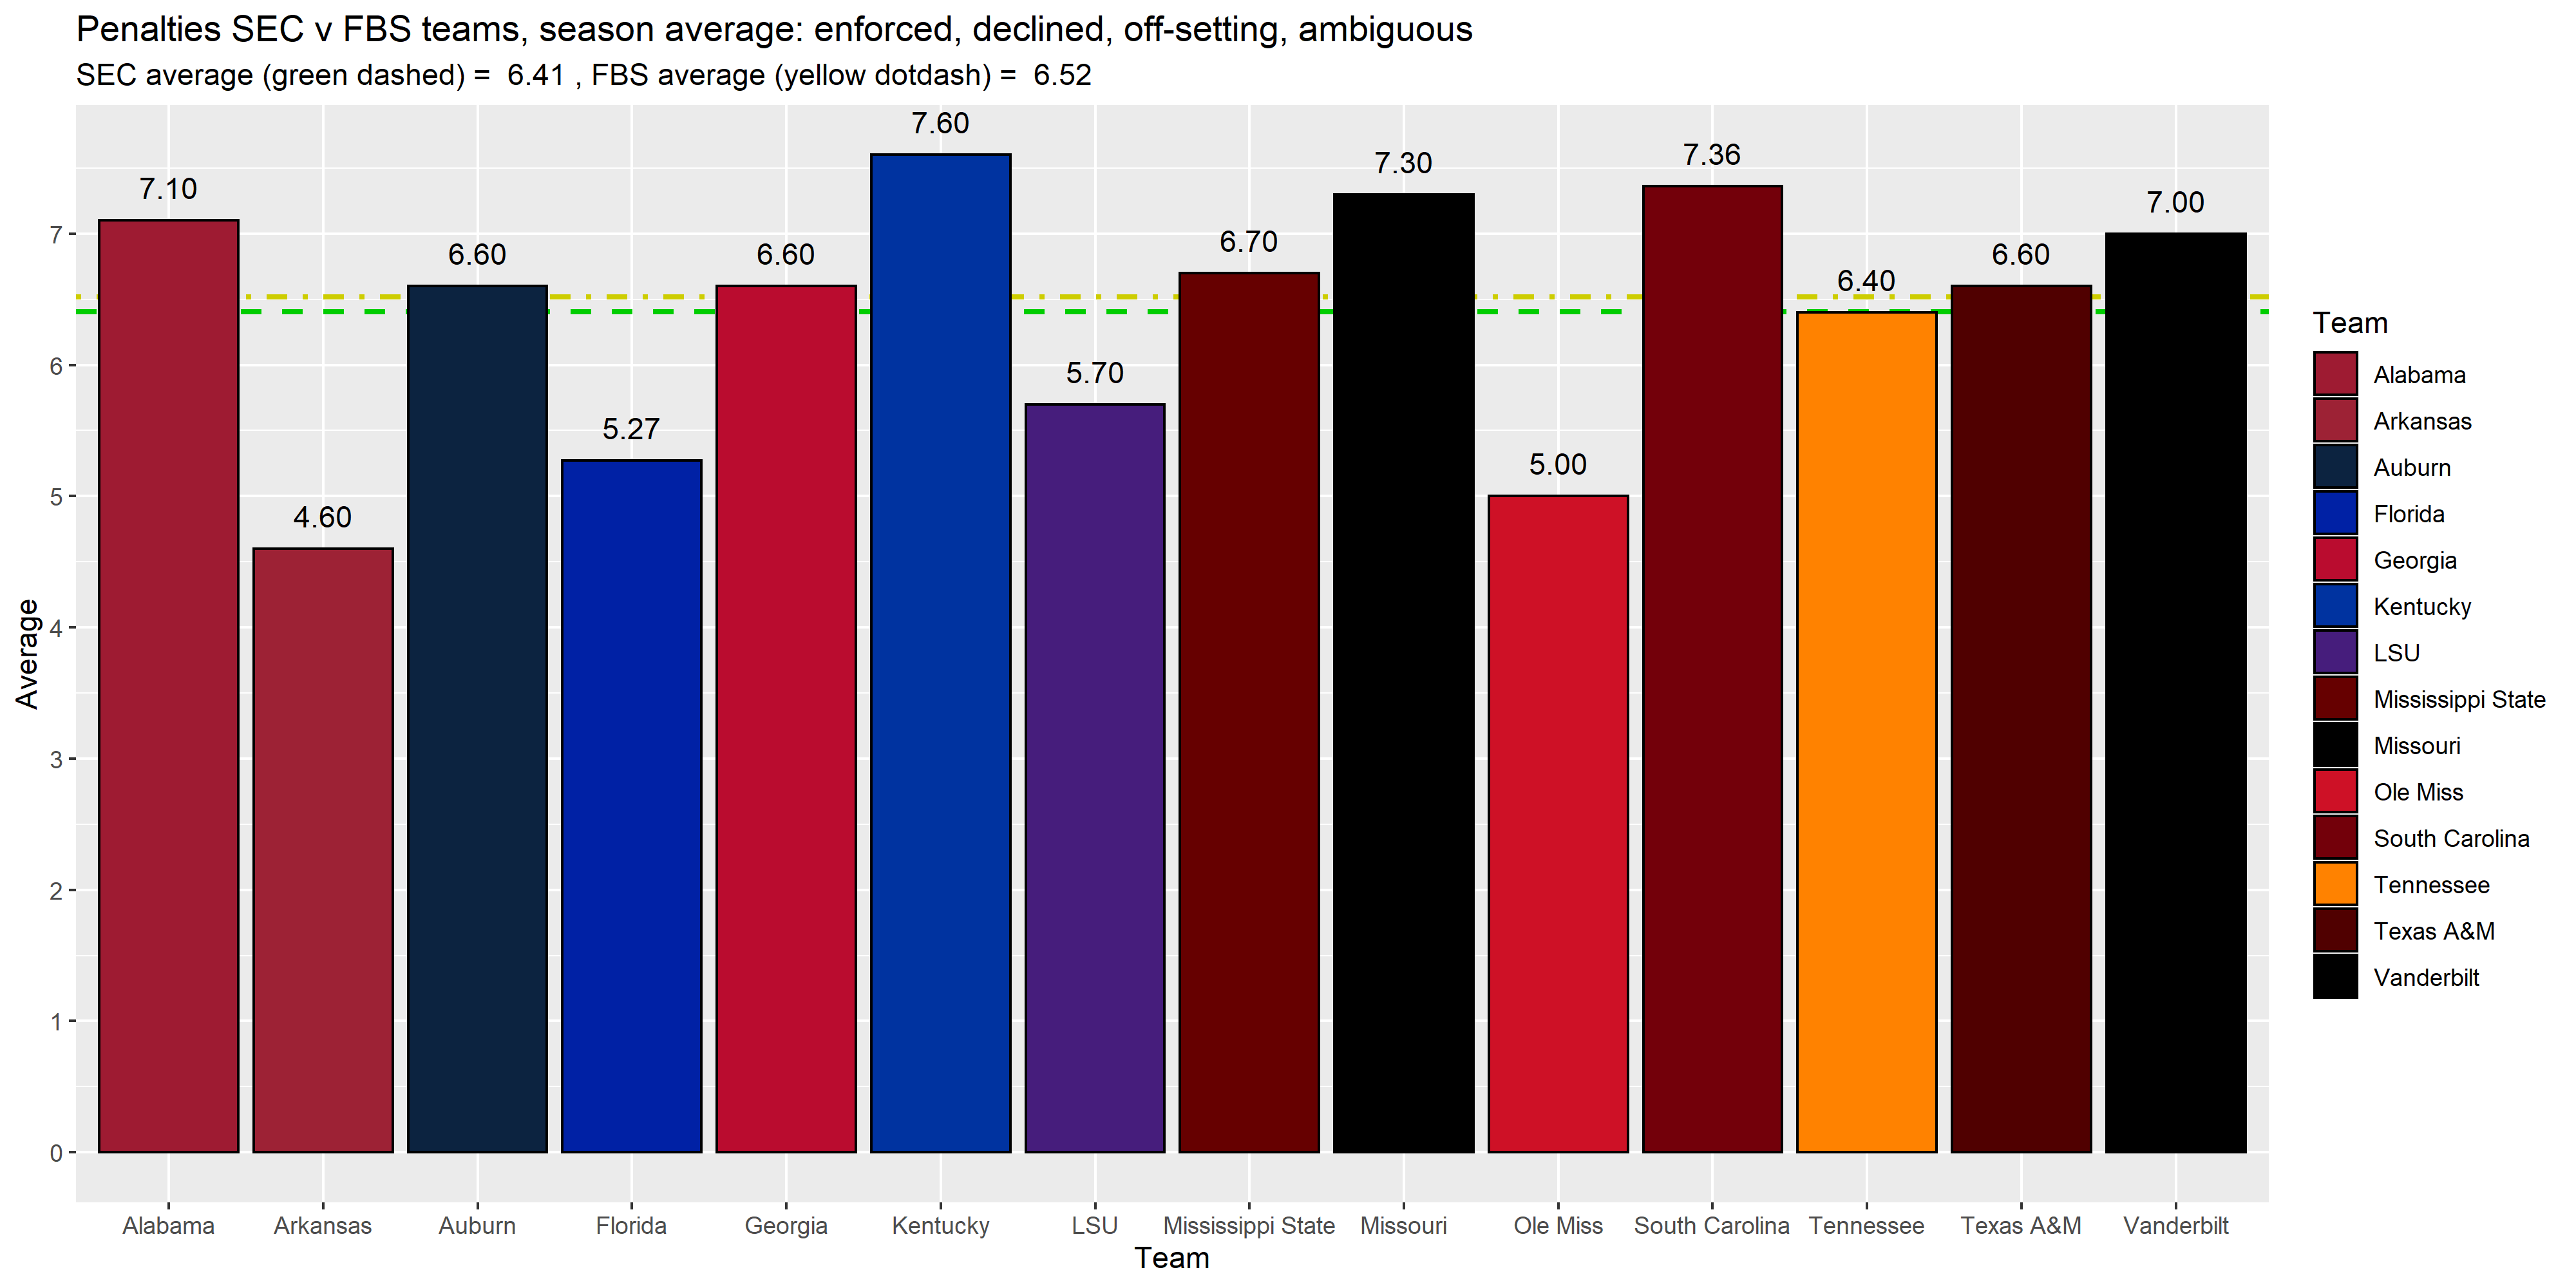 Penalties SEC v FBS teams, season average: enforced, declined, off-setting, ambiguous
SEC average (green dashed) =  6.41 , FBS average (yellow dotdash) =  6.52
7.10
4.60
6.60
5.27
6.60
7.60
5.70
6.70
7.30
5.00
7.36
6.40
6.60
7.00
Average
7
6
5
4
3
2
1
0
Alabama Arkansas Auburn Florida Georgia Kentucky LSU Mississippi State Missouri Ole Miss South Carolina Tennessee Texas A&M Vanderbilt
Team
Team
Alabama
Arkansas
Auburn
Florida
Georgia
Kentucky
LSU
Mississippi State
Missouri
Ole Miss
South Carolina
Tennessee
Texas A&M
Vanderbilt